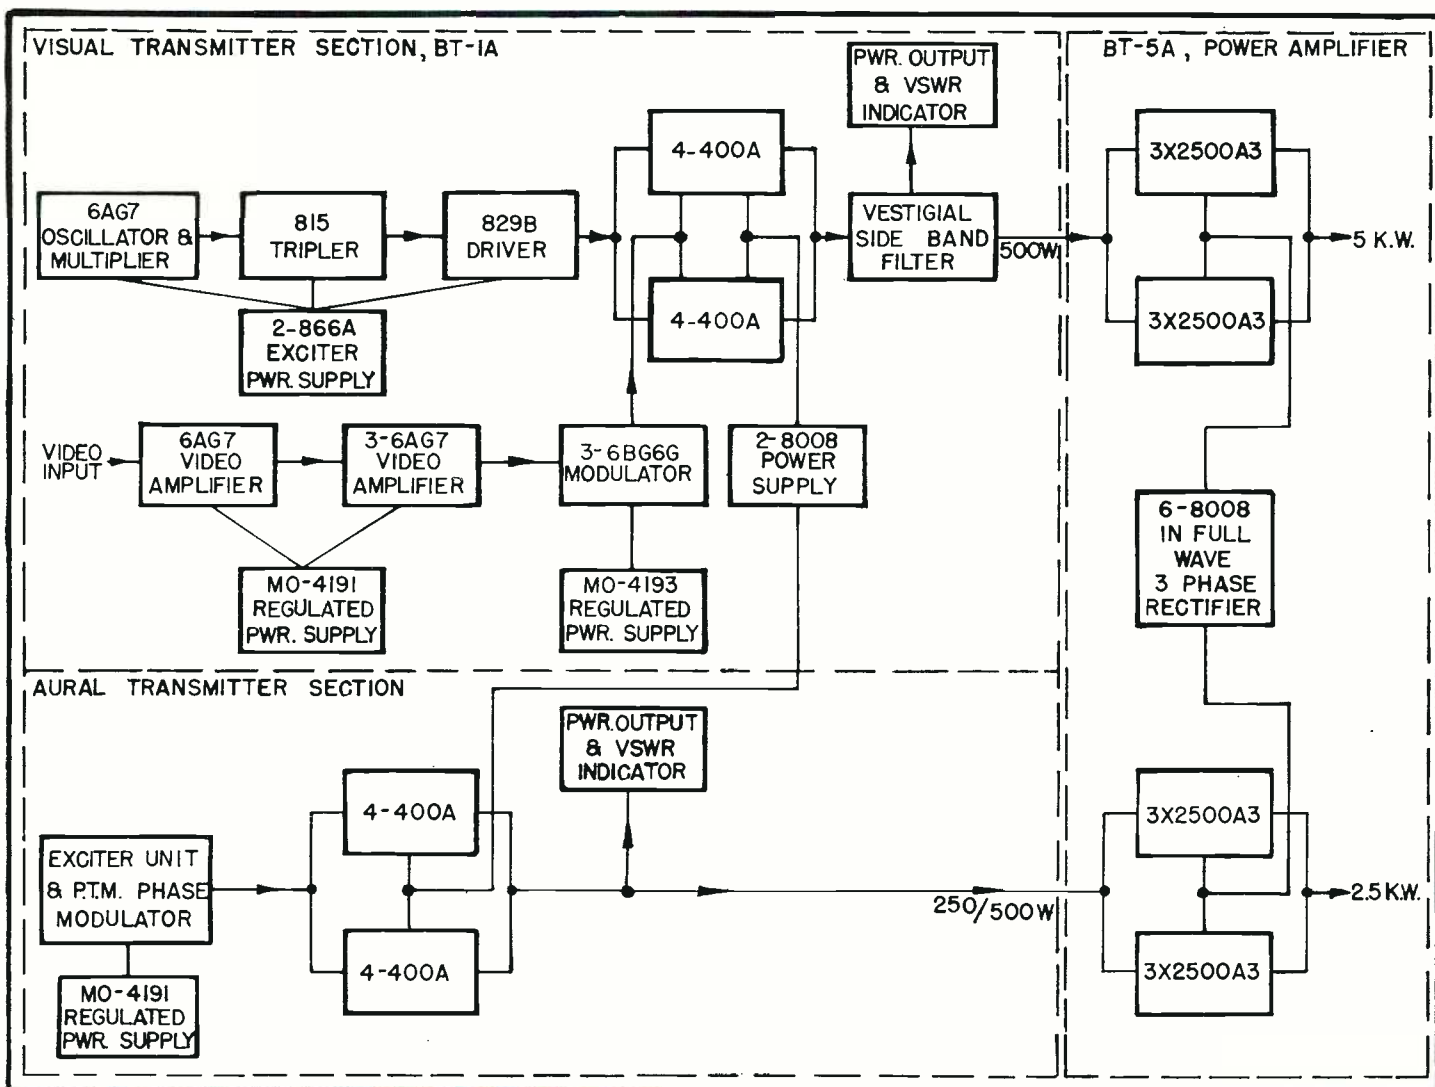 VISUAL TRANSMITTER SECTION, BT-1A
PWR. OUTPUT
& VSWR
INDICATOR
BT-5A, POWER AMPLIFIER
6AG7
OSCILLATOR &
MULTIPLIER
815
TRIPLER
829B
DRIVER
4-400A
4-400A
VESTIGIAL
SIDE BAND
FILTER
500W
3X2500A3
3X2500A3
5 K.W.
2-866A
EXCITER
PWR. SUPPLY
VIDEO
INPUT
6AG7
VIDEO
AMPLIFIER
3-6AG7
VIDEO
AMPLIFIER
3-6BG6G
MODULATOR
2-8008
POWER
SUPPLY
6-8008
IN FULL
WAVE
3 PHASE
RECTIFIER
MO-4191
REGULATED
PWR. SUPPLY
MO-4193
REGULATED
PWR. SUPPLY
AURAL TRANSMITTER SECTION
PWR. OUTPUT
& VSWR
INDICATOR
EXCITER UNIT
& P.T.M. PHASE
MODULATOR
4-400A
4-400A
250/500W
3X2500A3
3X2500A3
2.5 K.W.
MO-4191
REGULATED
PWR. SUPPLY